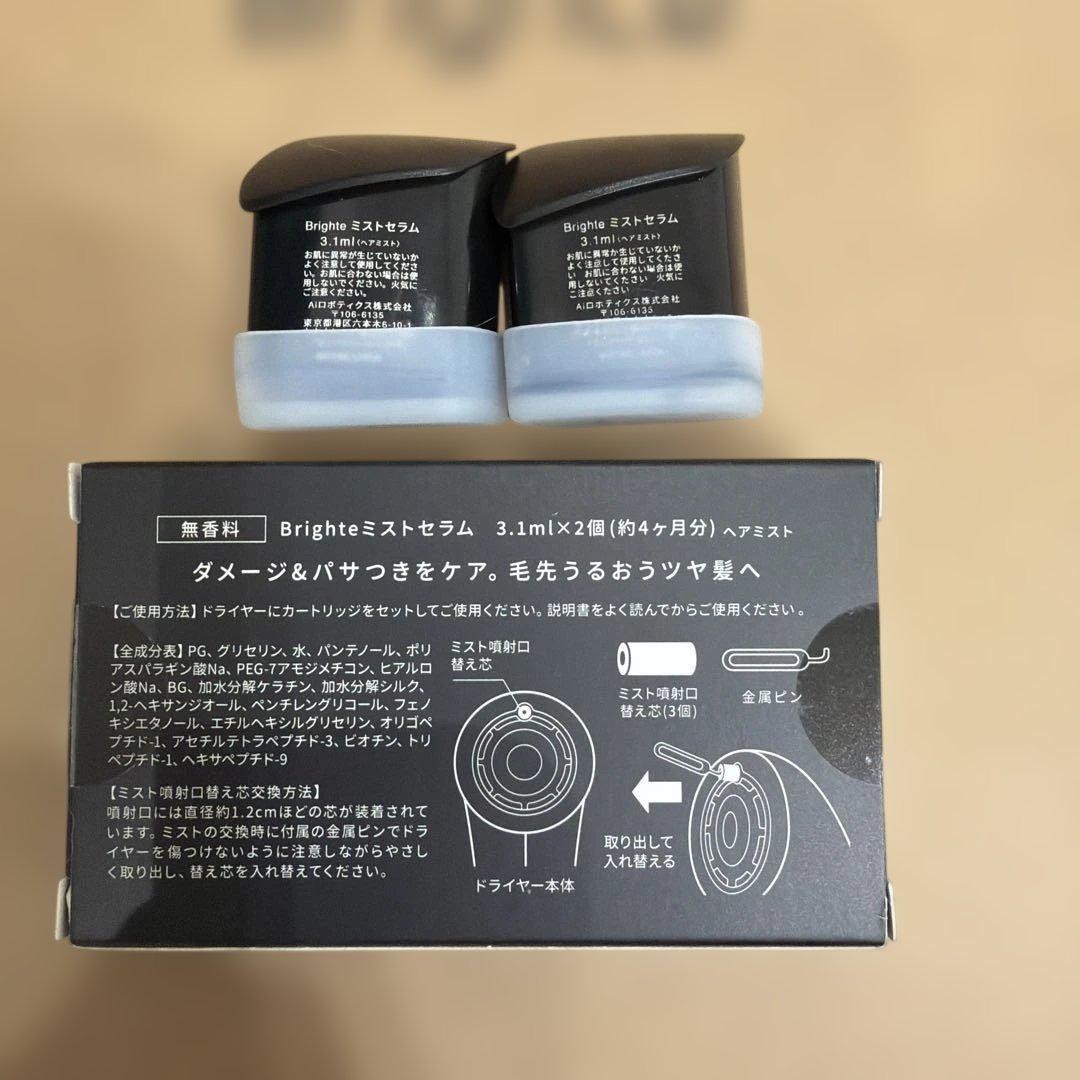 Brighte ミストセラム
3.1ml(ヘアミスト)
お肌に異常が生じていないか
よく注意して使用してくださ
い。お肌に合わない場合は使
用しないでください。火気に
ご注意ください。
Aiロボティクス株式会社
〒106-6135
東京都港区六本木6-10-1
Brighte ミストセラム
3.1ml(ヘアミスト)
お肌に異常が生じていないか
よく注意して使用してくださ
い お肌に合わない場合は使
用しないてください 火気に
ご注意ください
Aiロボティクス株式会社
〒106-6135
無香料 Brighteミストセラム 3.1ml×2個(約4ヶ月分) ヘアミスト
ダメージ&パサつきをケア。毛先うるおうツヤ髪へ
【ご使用方法】ドライヤーにカートリッジをセットしてご使用ください。説明書をよく読んでからご使用ください。
【全成分表】PG、グリセリン、水、パンテノール、ポリ
アスパラギン酸Na、PEG-7アモジメチコン、ヒアルロ
ン酸Na、BG、加水分解ケラチン、加水分解シルク、
1,2-ヘキサンジオール、ペンチレングリコール、フェノ
キシエタノール、エチルヘキシルグリセリン、オリゴペ
プチド-1、アセチルテトラペプチド-3、ビオチン、トリ
ペプチド-1、ヘキサペプチド-9
【ミスト噴射口替え芯交換方法】
噴射口には直径約1.2cmほどの芯が装着されて
います。ミストの交換時に付属の金属ピンでドラ
イヤーを傷つけないように注意しながらやさし
く取り出し、替え芯を入れ替えてください。
ミスト噴射口
替え芯
ドライヤー本体
ミスト噴射口
替え芯(3個)
金属ピン
取り出して
入れ替える